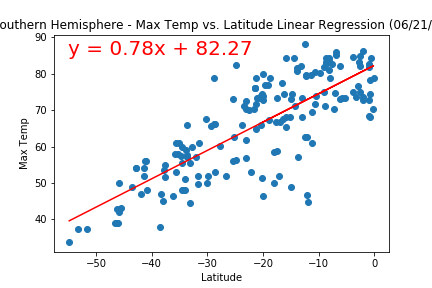 outhern Hemisphere - Max Temp vs. Latitude Linear Regression (06/21/
y = 0.78x + 82.27
90
80
70
60
50
40
Max Temp
−50 −40 −30 −20 −10 0
Latitude